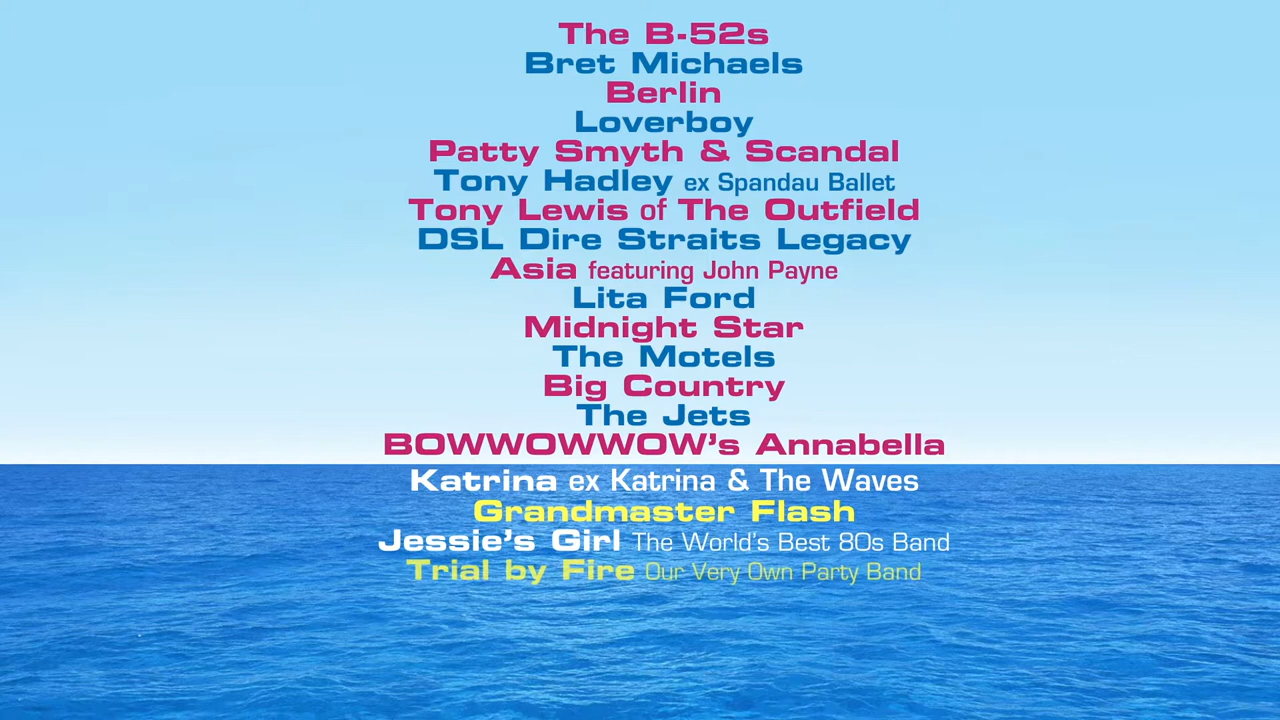 The B-52s
Bret Michaels
Berlin
Loverboy
Patty Smyth & Scandal
Tony Hadley ex Spandau Ballet
Tony Lewis of The Outfield
DSL Dire Straits Legacy
Asia featuring John Payne
Lita Ford
Midnight Star
The Motels
Big Country
The Jets
BOWWOWWOW's Annabella
Katrina ex Katrina & The Waves
Grandmaster Flash
Jessie's Girl The World's Best 80s Band
Trial by Fire Our Very Own Party Band